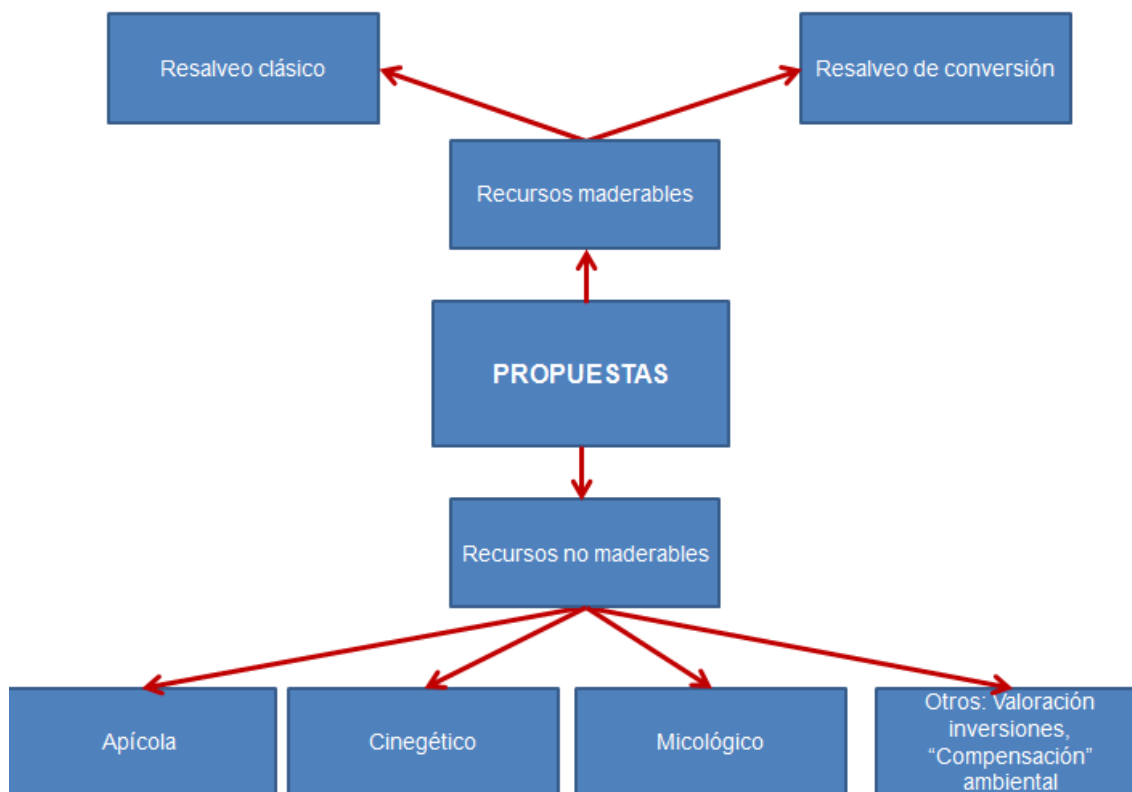 Resalveo clásico
Resalveo de conversión
Recursos maderables
PROPUESTAS
Recursos no maderables
Apícola
Cinegético
Micológico
Otros: Valoración
inversiones,
“Compensación”
ambiental